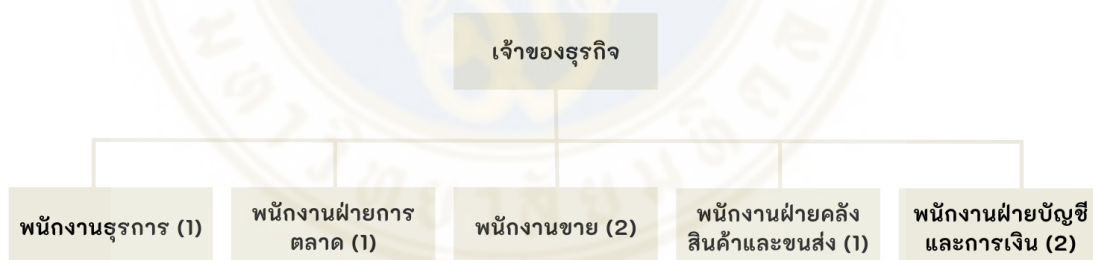 เจ้าของธุรกิจ
พนักงานธุรการ (1)
พนักงานฝ่ายการ
ตลาด (1)
พนักงานขาย (2)
พนักงานฝ่ายคลัง
สินค้าและขนส่ง (1)
พนักงานฝ่ายบัญชี
และการเงิน (2)